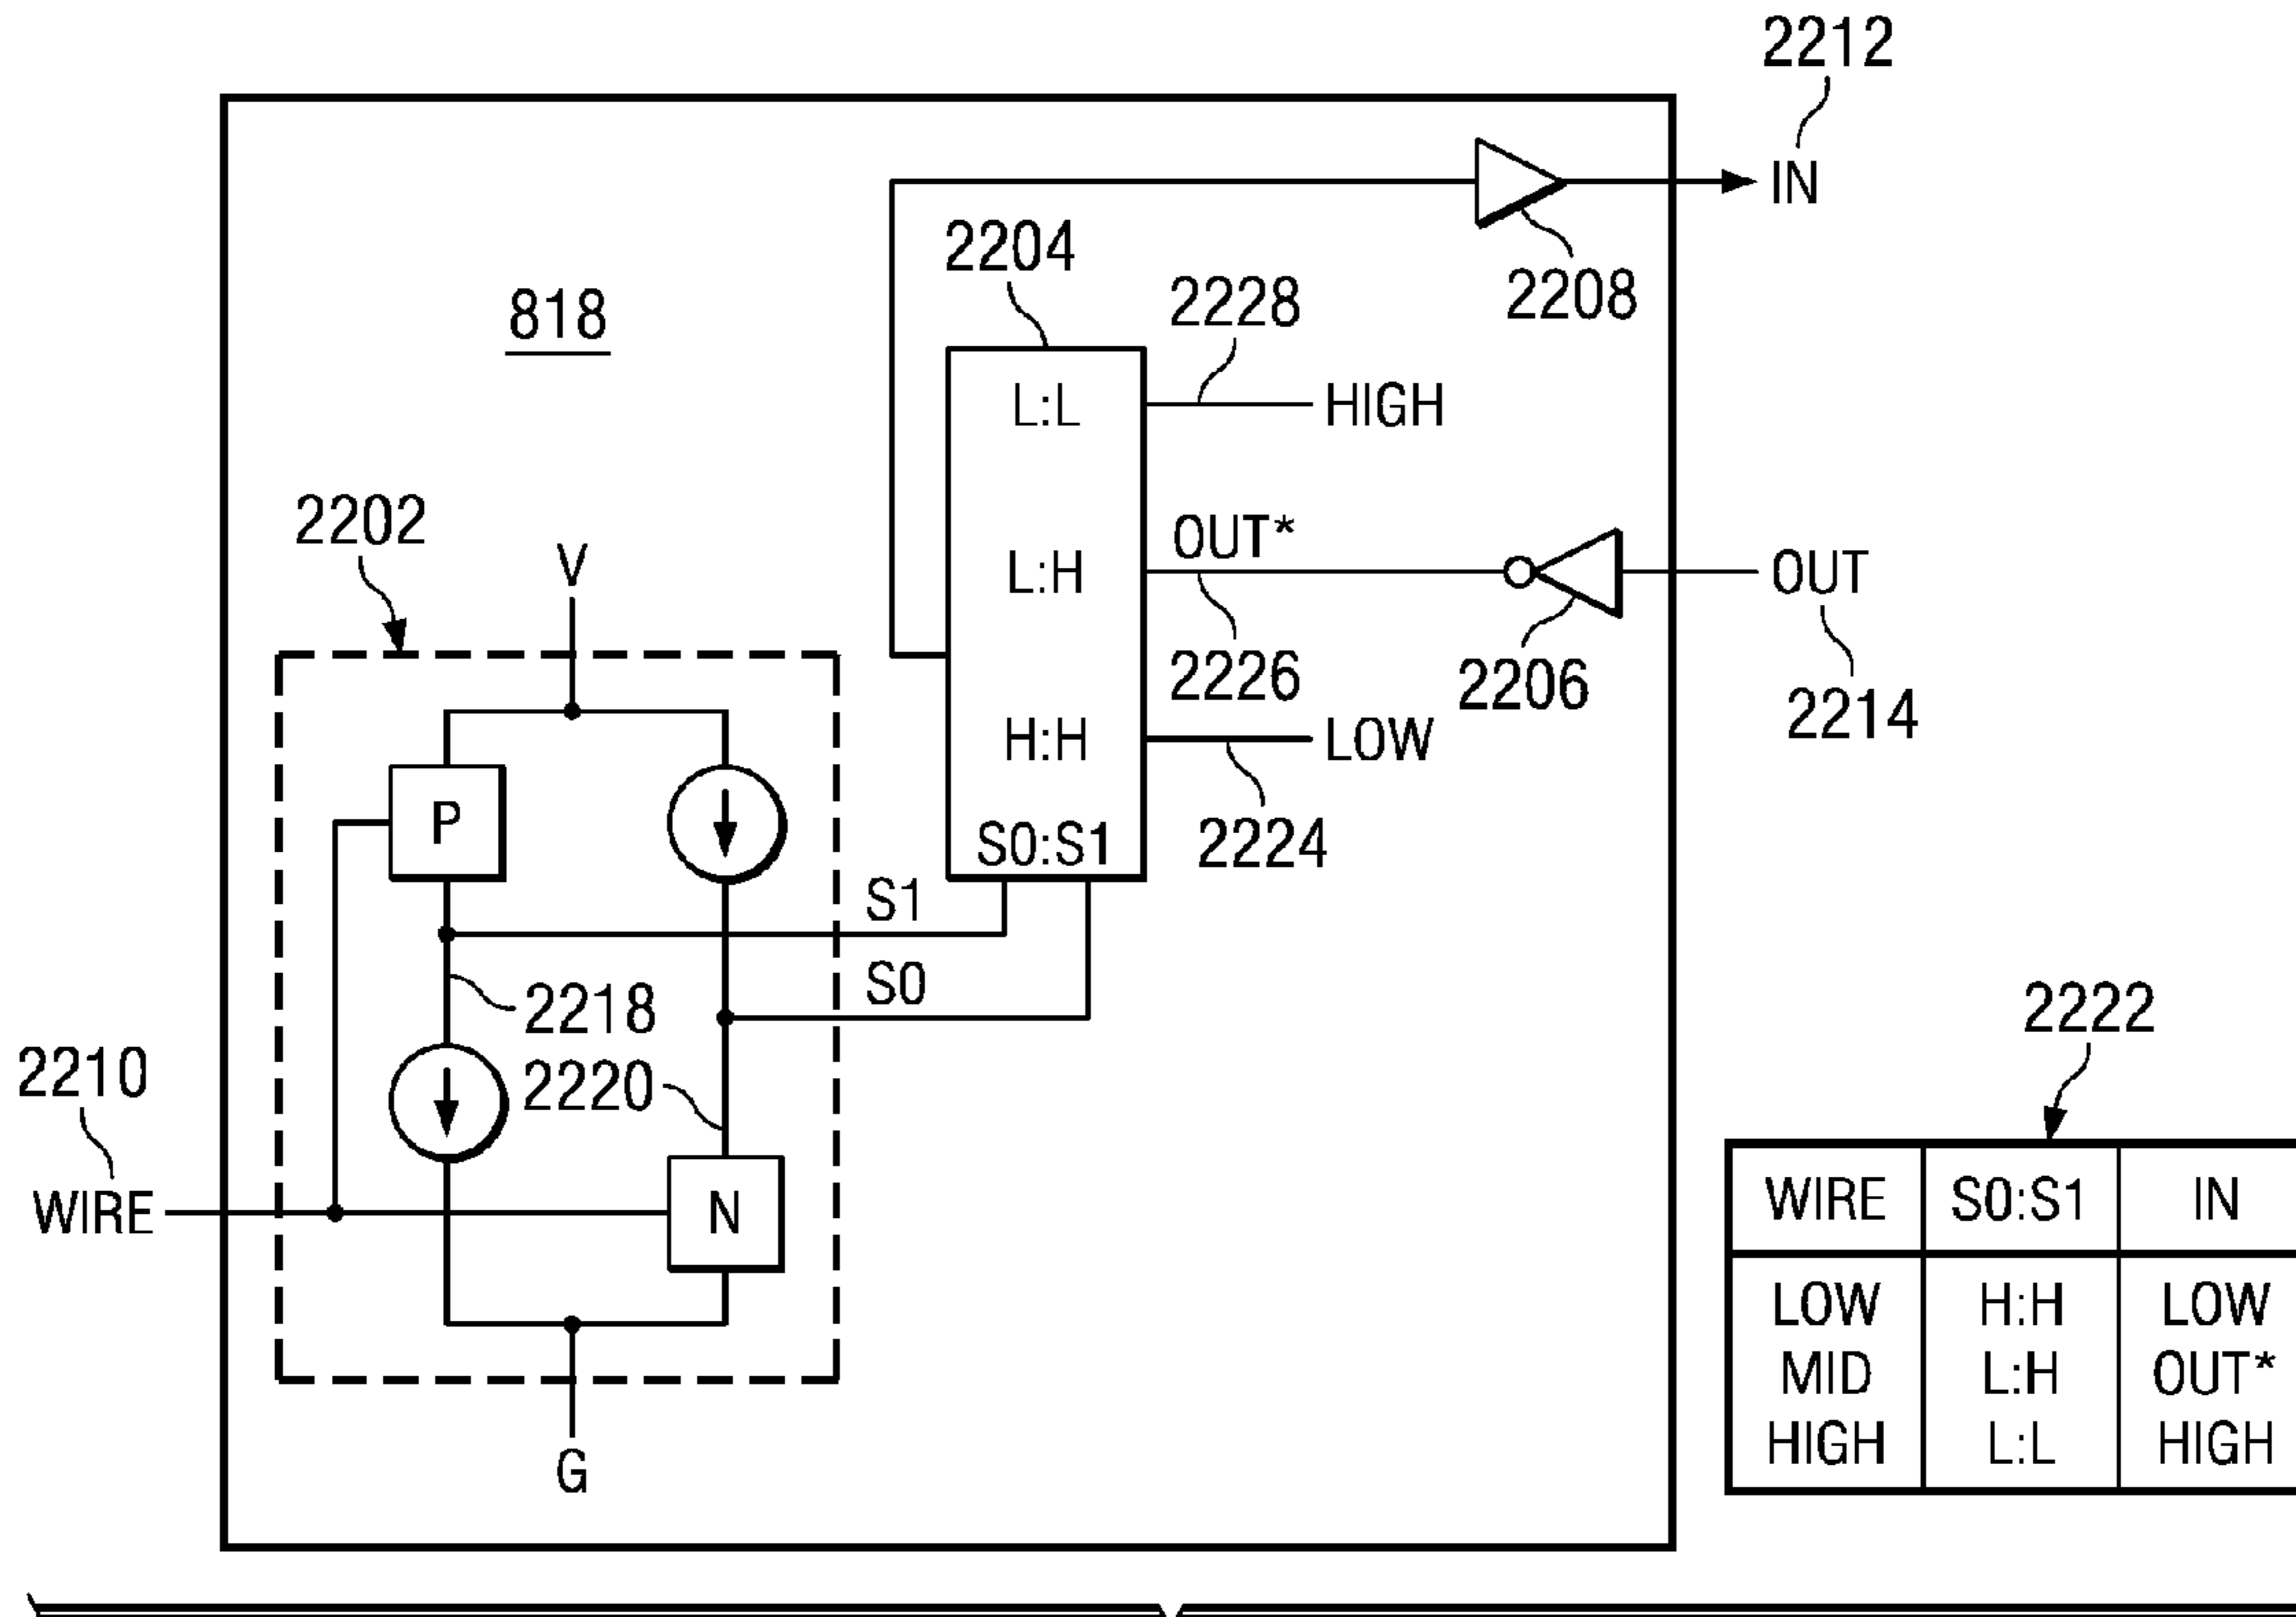 2212
IN
2208
2204
2228
818
L:L
HIGH
2202
V
OUT*
L:H
OUT
2226
2206
2214
H:H
LOW
P
S0:S1
2224
S1
S0
2218
2220
2210
WIRE
N
G
2222
WIRE S0:S1 IN
LOW H:H LOW
MID L:H OUT*
HIGH L:L HIGH